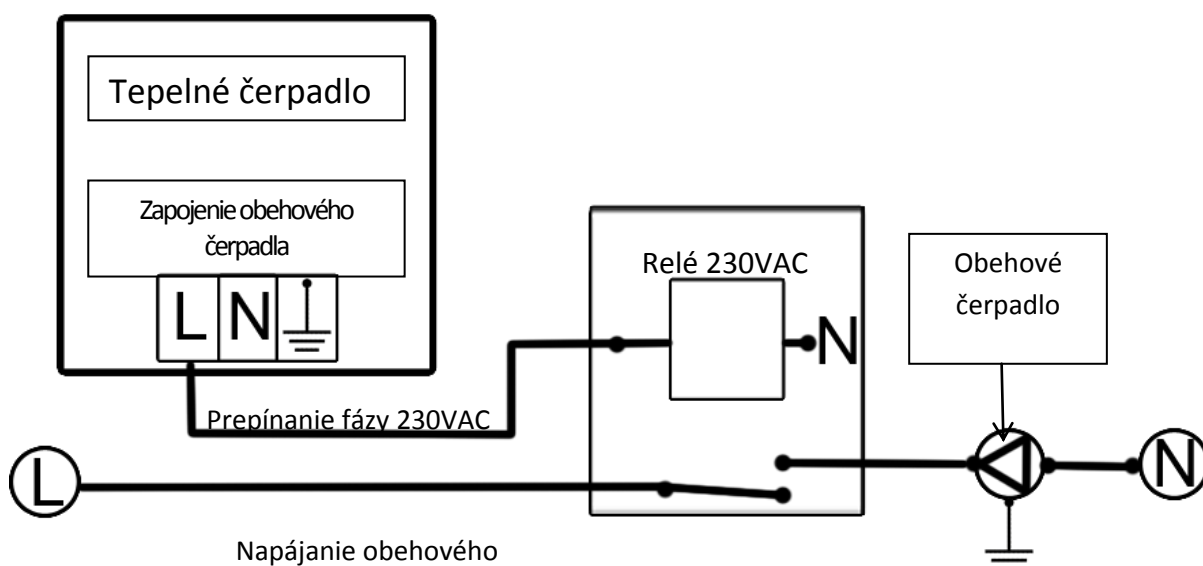 Tepelné čerpadlo
Zapojenie obehového
čerpadla
L N
Relé 230VAC
N
Obehové
čerpadlo
Prepínanie fázy 230VAC
L
N
Napájanie obehového